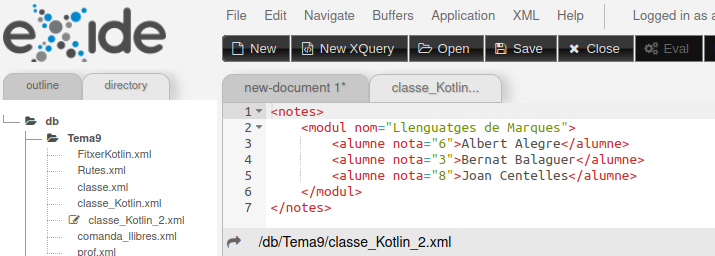 eXide
File Edit Navigate Buffers Application XML Help Logged in as a
New New XQuery Open Save Close Eval
outline directory
new-document 1* classe_Kotlin...
db
Tema9
FitxerKotlin.xml
Rutes.xml
classe.xml
classe_Kotlin.xml
classe_Kotlin_2.xml
comanda_llibres.xml
prof.xml
1 <notes>
2 <modul nom="Llenguatges de Marques">
3 <alumne nota="6">Albert Alegre</alumne>
4 <alumne nota="3">Bernat Balaguer</alumne>
5 <alumne nota="8">Joan Centelles</alumne>
6 </modul>
7 </notes>
/db/Tema9/classe_Kotlin_2.xml